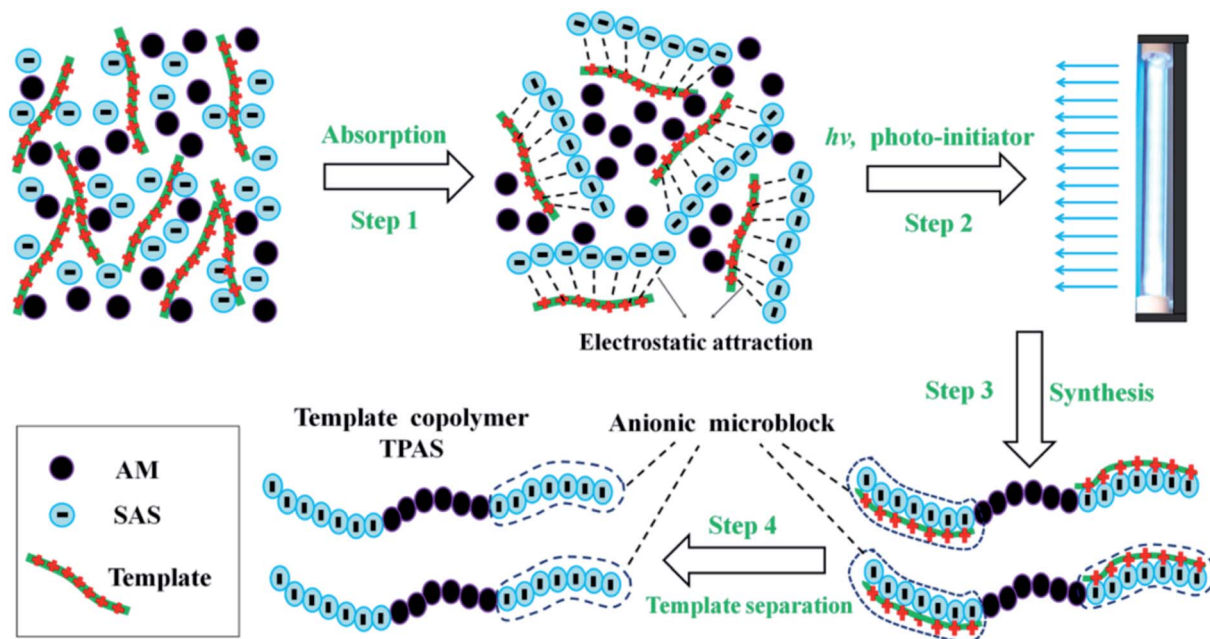 Absorption
Step 1
hv, photo-initiator
Step 2
Electrostatic attraction
Step 3
Synthesis
Template copolymer
TPAS
Anionic microblock
AM
SAS
Template
Step 4
Template separation